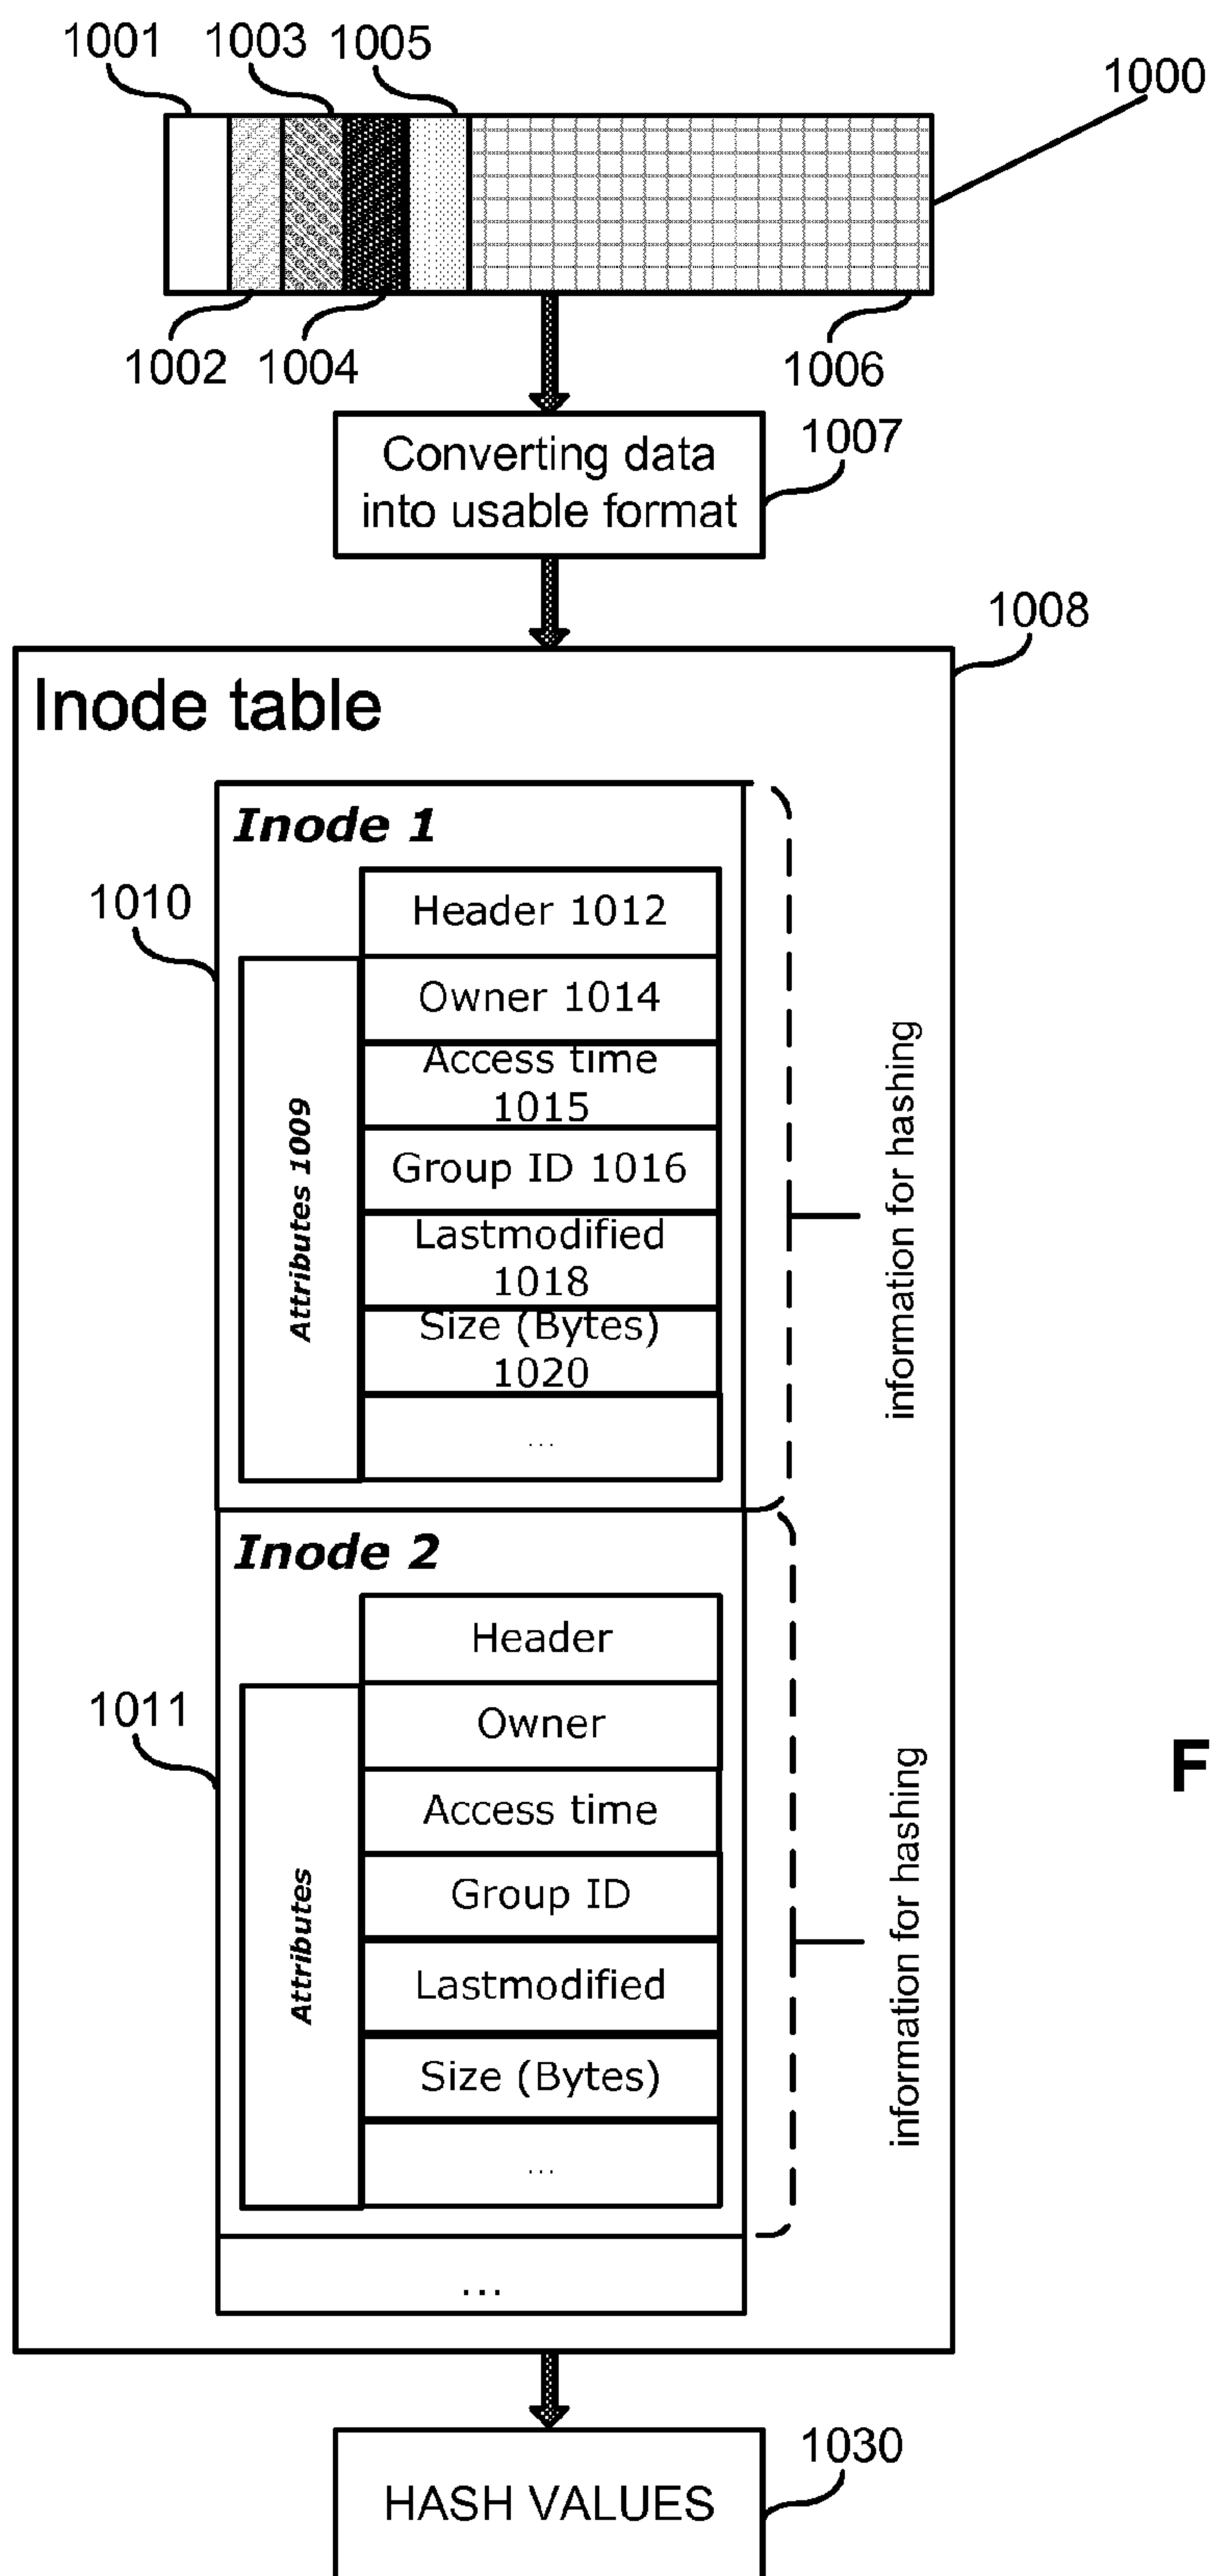 1001 1003 1005
1000
1002 1004
1006
Converting data
into usable format
1007
1008
Inode table
Inode 1
1010
Header 1012
Owner 1014
Access time
1015
Group ID 1016
Lastmodified
1018
Size (Bytes)
1020
...
Attributes 1009
information for hashing
Inode 2
1011
Header
Owner
Access time
Group ID
Lastmodified
Size (Bytes)
...
Attributes
information for hashing
F
...
1030
HASH VALUES